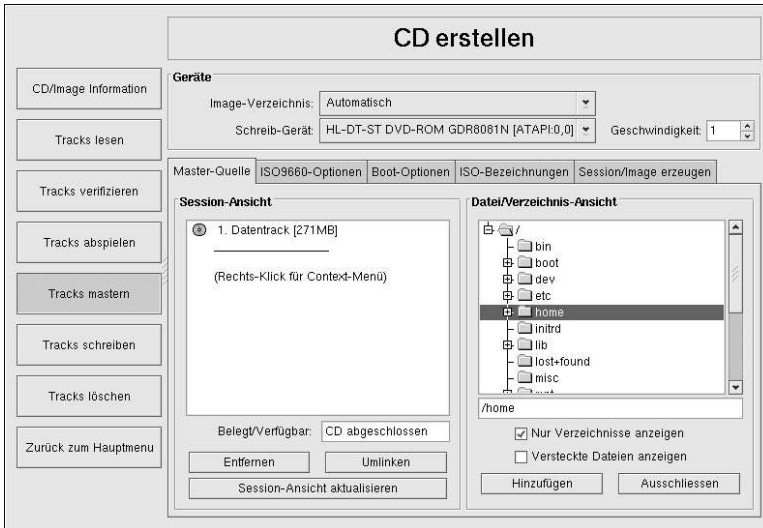 CD erstellen
CD/Image Information
Tracks lesen
Tracks verifizieren
Tracks abspielen
Tracks mastern
Tracks schreiben
Tracks löschen
Zurück zum Hauptmenu
Geräte
Image-Verzeichnis: Automatisch
Schreib-Gerät: HL-DT-ST DVD-ROM GDR8081N [ATAPI:0,0] Geschwindigkeit: 1
Master-Quelle ISO9660-Optionen Boot-Optionen ISO-Bezeichnungen Session/Image erzeugen
Session-Ansicht
1. Datentrack [271MB]
(Rechts-Klick für Context-Menü)
Belegt/Verfügbar: CD abgeschlossen
Entfernen Umlinken
Session-Ansicht aktualisieren
Datei/Verzeichnis-Ansicht
/
bin
boot
dev
etc
home
initrd
lib
lost+found
misc
/home
Nur Verzeichnisse anzeigen
Versteckte Dateien anzeigen
Hinzufügen Ausschliessen